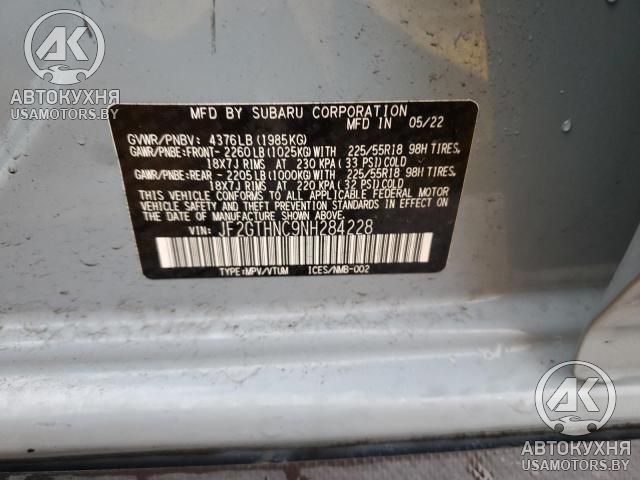 AK
АВТОКУХНЯ
USAMOTORS.BY
MFD BY SUBARU CORPORATION
MFD IN 05/22
GVWR/PNBV: 4376LB(1985KG)
GAWR/PNBE:FRONT-2260LB(1025KG)WITH 225/55R18 98H TIRES,
18X7J RIMS AT 230 KPA(33 PSI)COLD
GAWR/PNBE:REAR -2205LB(1000KG)WITH 225/55R18 98H TIRES,
18X7J RIMS AT 220 KPA(32 PSI)COLD
THIS VEHICLE CONFORMS TO ALL APPLICABLE FEDERAL MOTOR
VEHICLE SAFETY AND BUMPER STANDARDS IN EFFECT ON THE
DATE OF MANUFACTURE SHOWN ABOVE.
VIN: JF2GTHNC9NH284228
TYPE:MPV/VTUM ICES/NMB-002
AK
АВТОКУХНЯ
USAMOTORS.BY